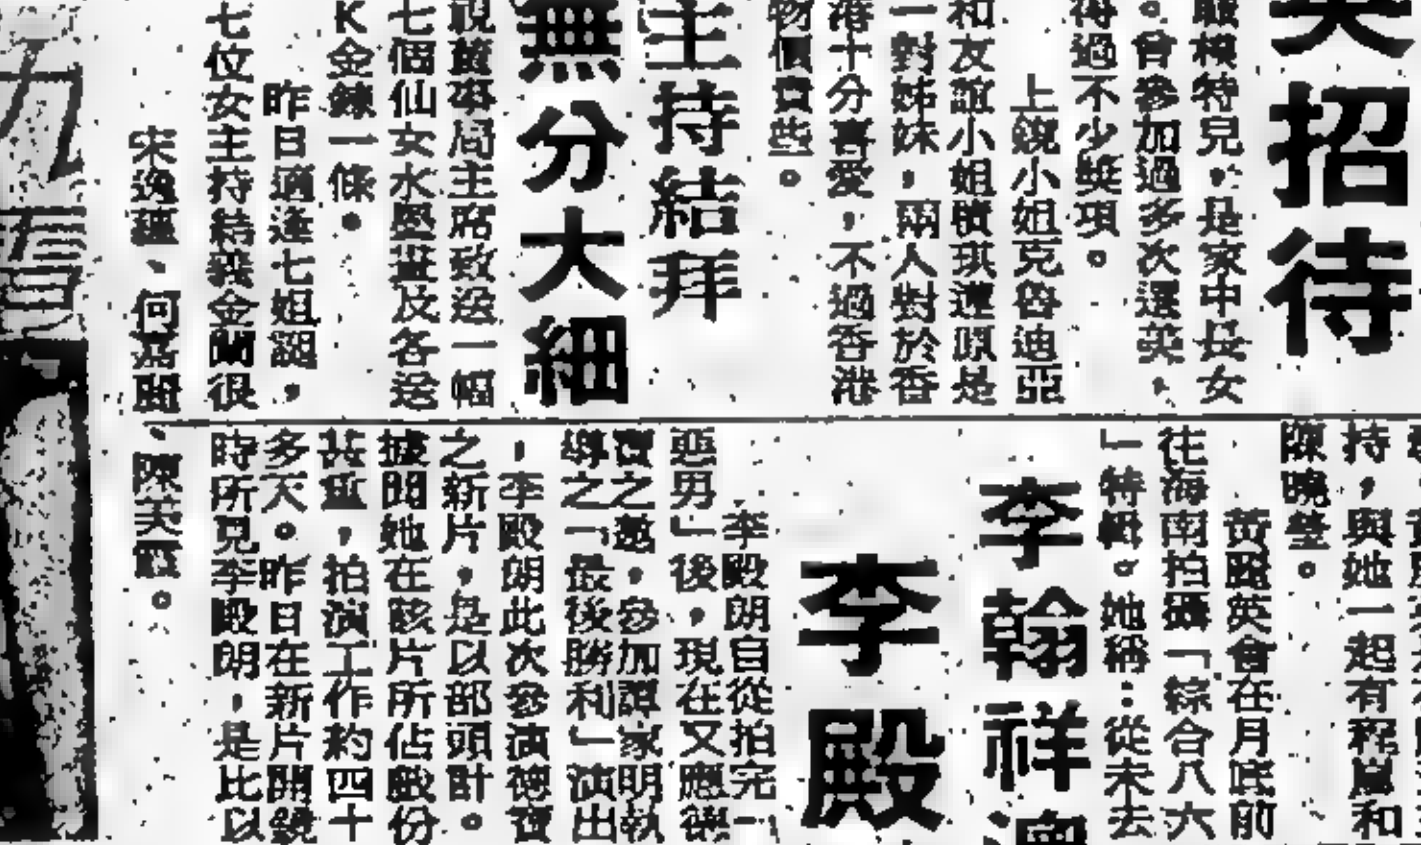 英招待
職模特兒，是家中長女
。曾參加過多次選美，
得過不少獎項。
上鏡小姐克魯迪亞
和友誼小姐積琪連娜是
一對姊妹，兩人對於香
港十分喜愛，不過香港
物價貴些。
主持結拜
無分大細
視董事局主席致送一幅
七個仙女水墨畫及各送
K金鍊一條。
昨日適逢七姐誕，
七位女主持結義金蘭很
宋逸穗、何嘉麗、陳美霞。
持，與她一起有程嵐和
陳曉瑩。
黃曼英會在月底前
往海南拍攝「綜合八六
」特輯。她稱：從未去
李翰祥
李殿
李殿朗自從拍完「
惡男」後，現在又應德
寶之邀，參加譚家明執
導之「最後勝利」演出
，李殿朗此次參演德寶
之新片，是以部頭計。
據聞她在該片所佔戲份
甚重，拍演工作約四十
多天。昨日在新片開鏡
時所見李殿朗，是比以